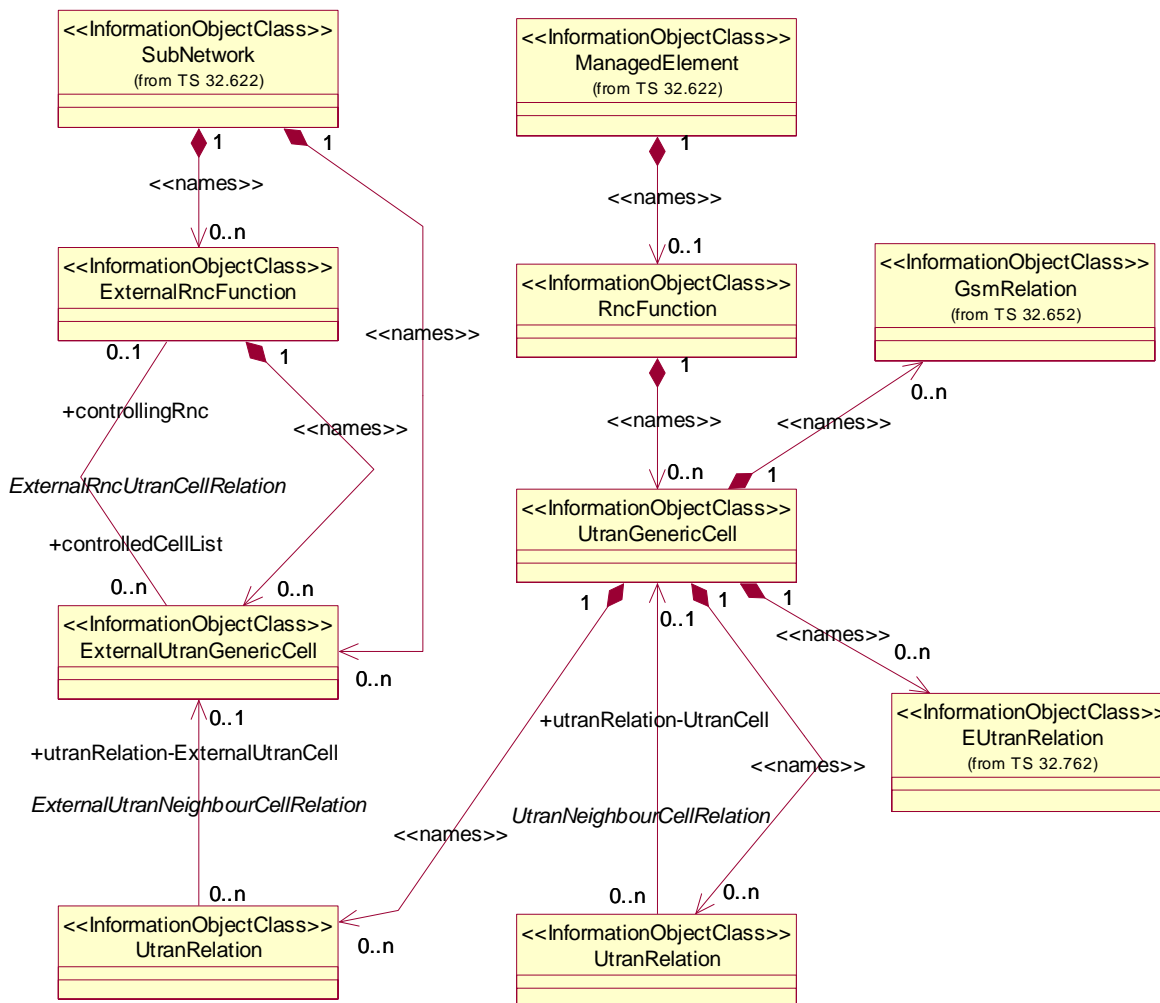 <<InformationObjectClass>>
SubNetwork
(from TS 32.622)
<<InformationObjectClass>>
ManagedElement
(from TS 32.622)
1
1
1
<<names>>
<<names>>
0..n
0..1
<<InformationObjectClass>>
ExternalRncFunction
<<InformationObjectClass>>
RncFunction
<<InformationObjectClass>>
GsmRelation
(from TS 32.652)
<<names>>
0..1
1
1
0..n
+controllingRnc
<<names>>
<<names>>
<<names>>
ExternalRncUtranCellRelation
0..n
1
+controlledCellList
<<InformationObjectClass>>
UtranGenericCell
0..n
0..n
1
0..1
1
1
<<InformationObjectClass>>
ExternalUtranGenericCell
<<names>>
0..n
0..n
0..1
+utranRelation-UtranCell
<<InformationObjectClass>>
EUtranRelation
(from TS 32.762)
+utranRelation-ExternalUtranCell
<<names>>
ExternalUtranNeighbourCellRelation
UtranNeighbourCellRelation
<<names>>
0..n
0..n
0..n
0..n
<<InformationObjectClass>>
UtranRelation
<<InformationObjectClass>>
UtranRelation